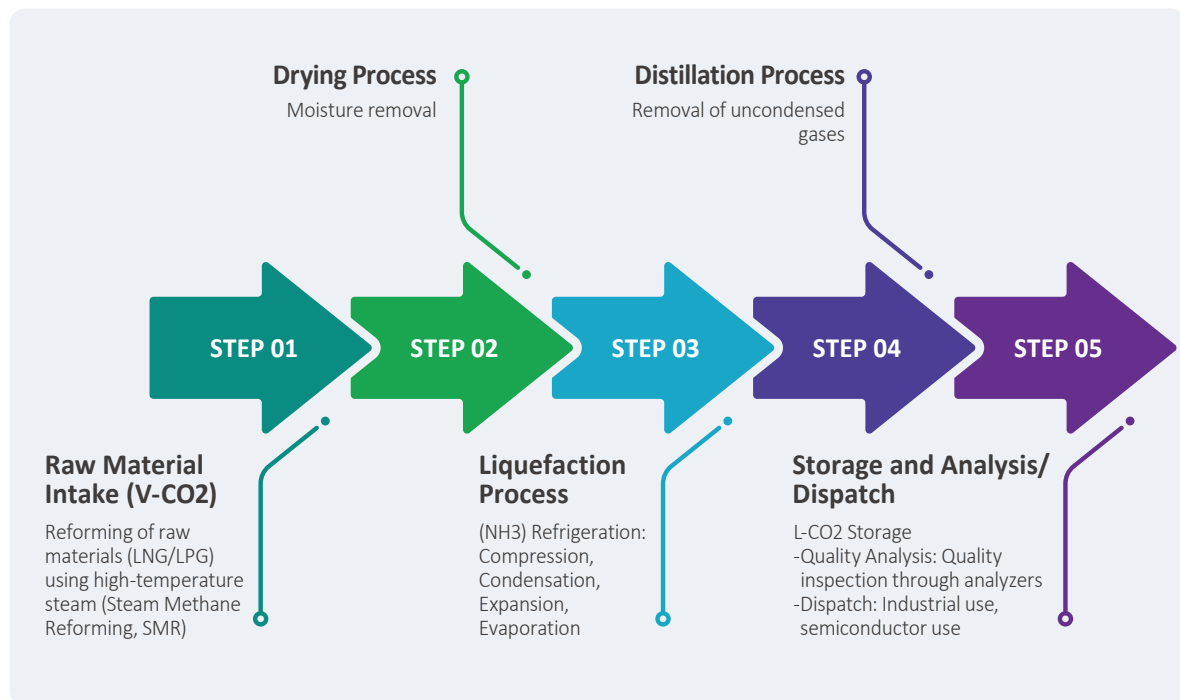 Drying Process
Moisture removal
Distillation Process
Removal of uncondensed
gases
STEP 01
STEP 02
STEP 03
STEP 04
STEP 05
Raw Material
Intake (V-CO2)
Reforming of raw
materials (LNG/LPG)
using high-temperature
steam (Steam Methane
Reforming, SMR)
Liquefaction
Process
(NH3) Refrigeration:
Compression,
Condensation,
Expansion,
Evaporation
Storage and Analysis/
Dispatch
L-CO2 Storage
-Quality Analysis: Quality
inspection through analyzers
-Dispatch: Industrial use,
semiconductor use